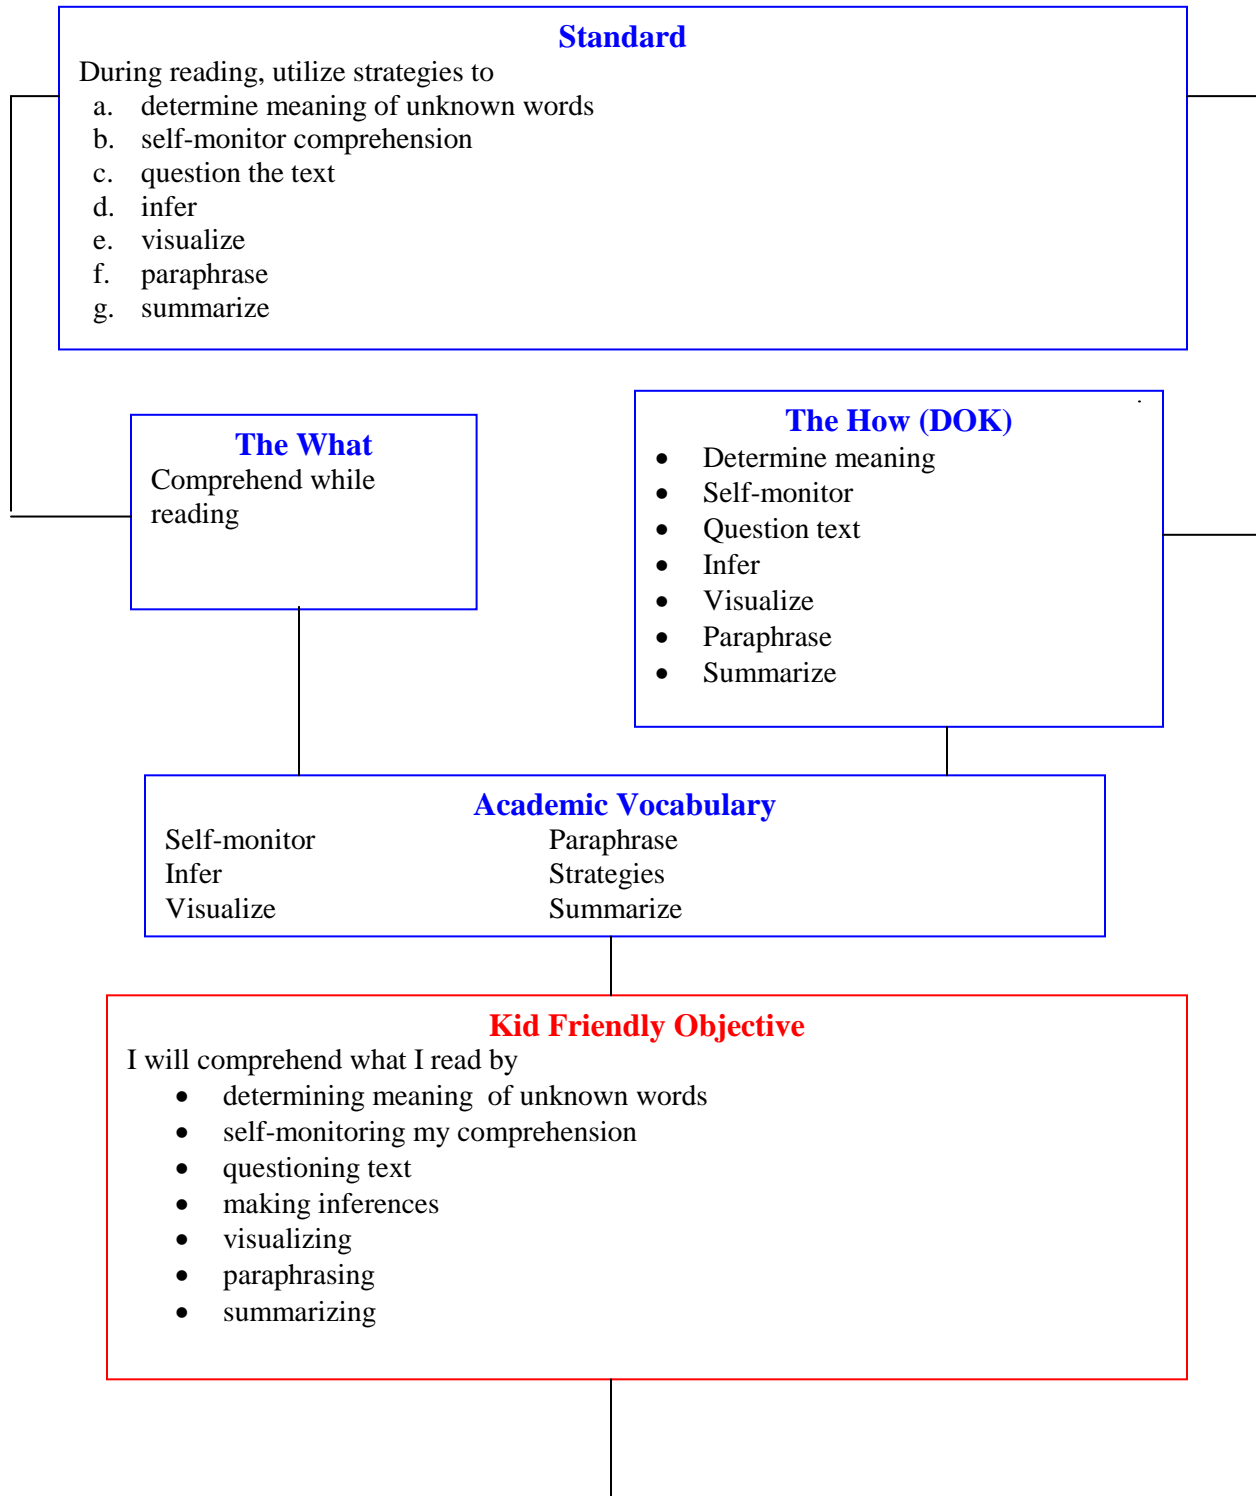 Standard
During reading, utilize strategies to
a. determine meaning of unknown words
b. self-monitor comprehension
c. question the text
d. infer
e. visualize
f. paraphrase
g. summarize
The What
Comprehend while
reading
The How (DOK)
• Determine meaning
• Self-monitor
• Question text
• Infer
• Visualize
• Paraphrase
• Summarize
Academic Vocabulary
Self-monitor Paraphrase
Infer Strategies
Visualize Summarize
Kid Friendly Objective
I will comprehend what I read by
• determining meaning of unknown words
• self-monitoring my comprehension
• questioning text
• making inferences
• visualizing
• paraphrasing
• summarizing